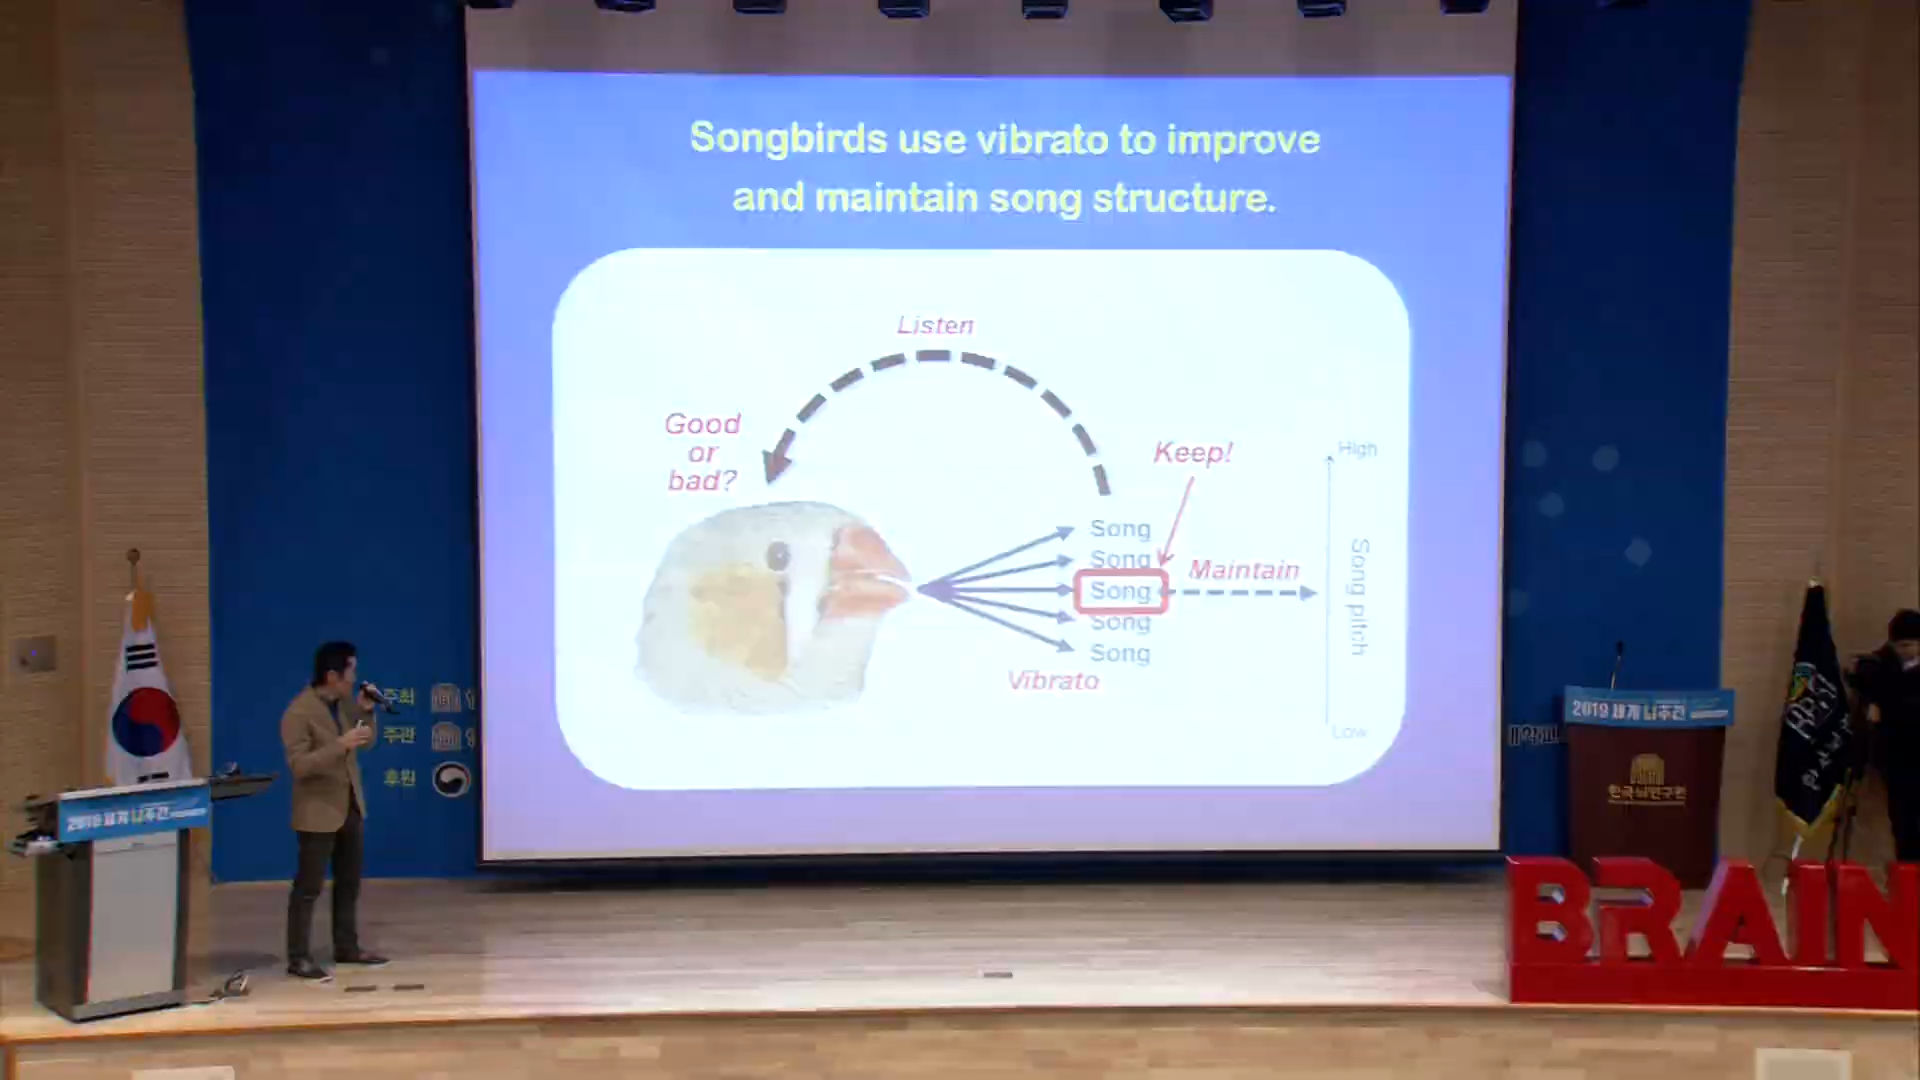 Songbirds use vibrato to improve
and maintain song structure.
Listen
Good
or
bad?
Keep!
High
Song
Song
Song
Song
Song
Maintain
Song pitch
Vibrato
Low
주최
주관
후원
2019 세계 뇌주간
2019 세계 뇌주간
한국뇌연구원
BRAIN